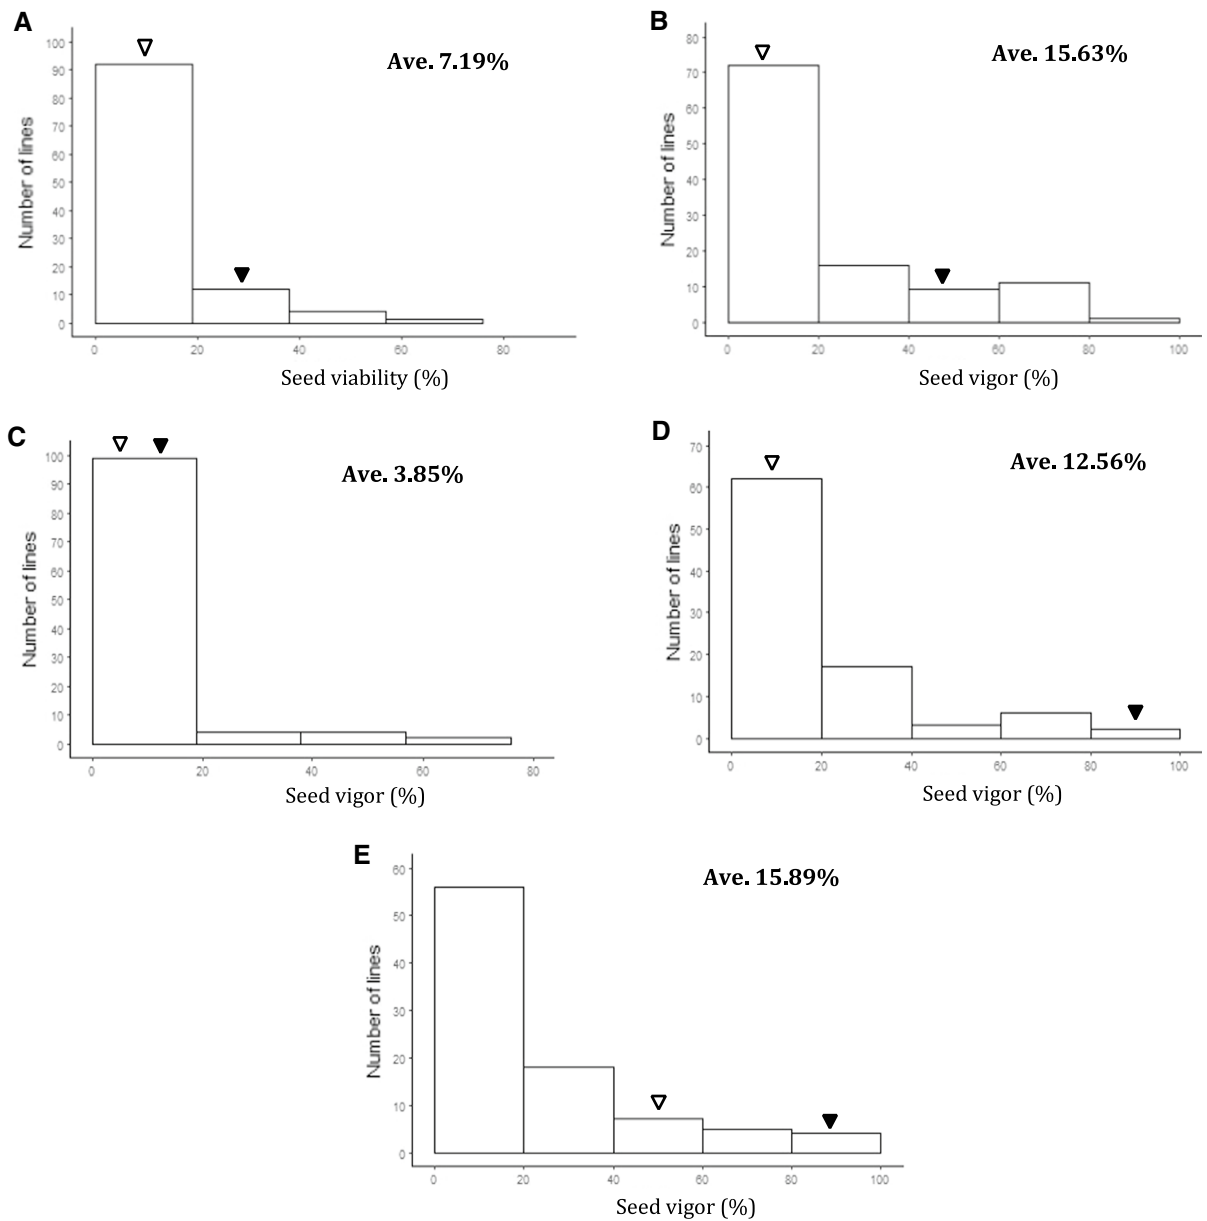 A
Ave. 7.19%
Number of lines
100
90
80
70
60
50
40
30
20
10
0
0 20 40 60 80
Seed viability (%)
B
Ave. 15.63%
Number of lines
80
70
60
50
40
30
20
10
0
0 20 40 60 80 100
Seed vigor (%)
C
Ave. 3.85%
Number of lines
100
90
80
70
60
50
40
30
20
10
0
0 20 40 60 80
Seed vigor (%)
D
Ave. 12.56%
Number of lines
70
60
50
40
30
20
10
0
0 20 40 60 80 100
Seed vigor (%)
E
Ave. 15.89%
Number of lines
60
50
40
30
20
10
0
0 20 40 60 80 100
Seed vigor (%)